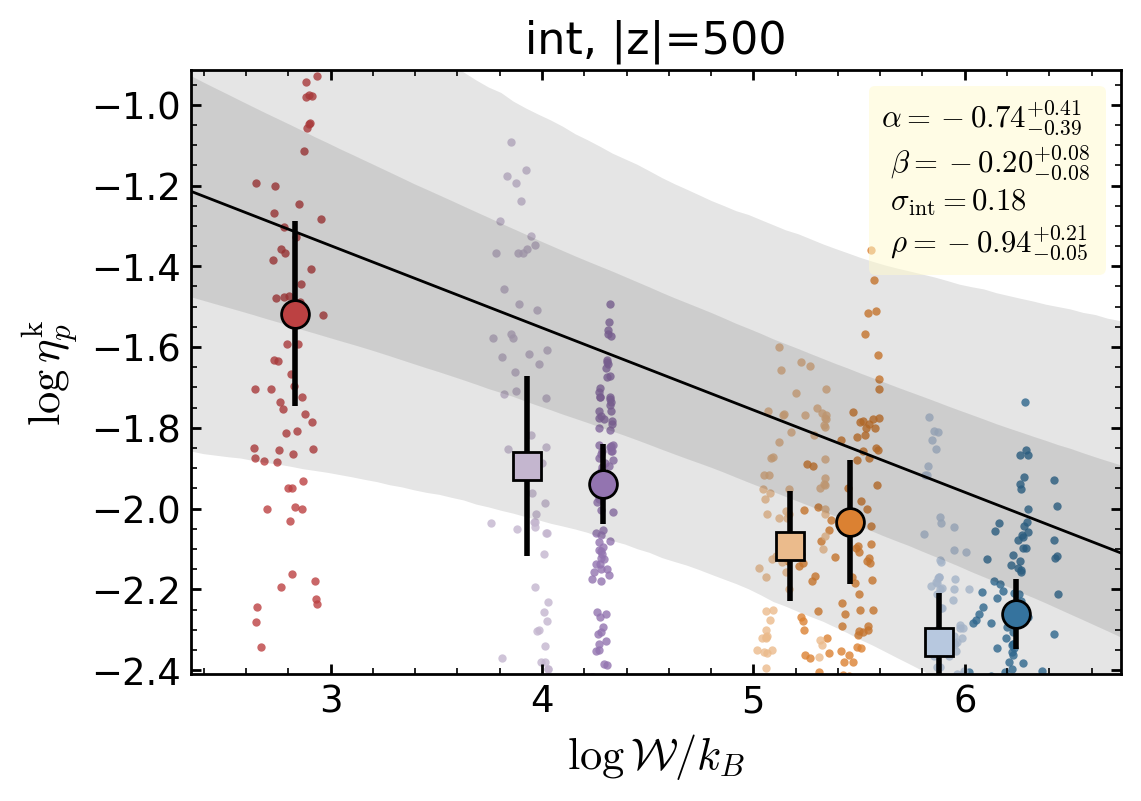 int, |z|=500
α = −0.74^{+0.41}_{−0.39}
β = −0.20^{+0.08}_{−0.08}
σ_int = 0.18
ρ = −0.94^{+0.21}_{−0.05}
log η_p^k
−1.0
−1.2
−1.4
−1.6
−1.8
−2.0
−2.2
−2.4
3 4 5 6
log 𝒲/k_B